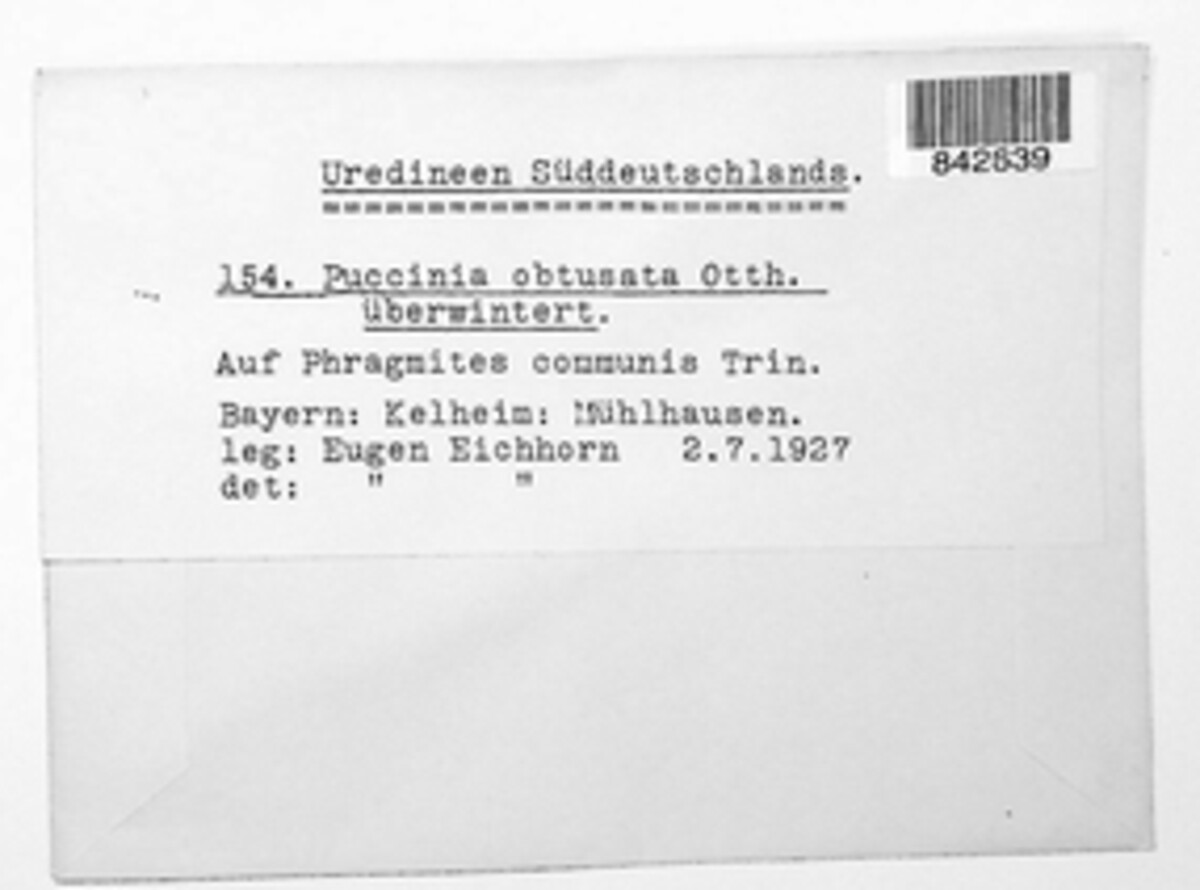 842639
Uredineen Süddeutschlands.
154. Puccinia obtusata Otth.
überwintert.
Auf Phragmites communis Trin.
Bayern: Kelheim: Mühlhausen.
leg: Eugen Eichhorn 2.7.1927
det: " "